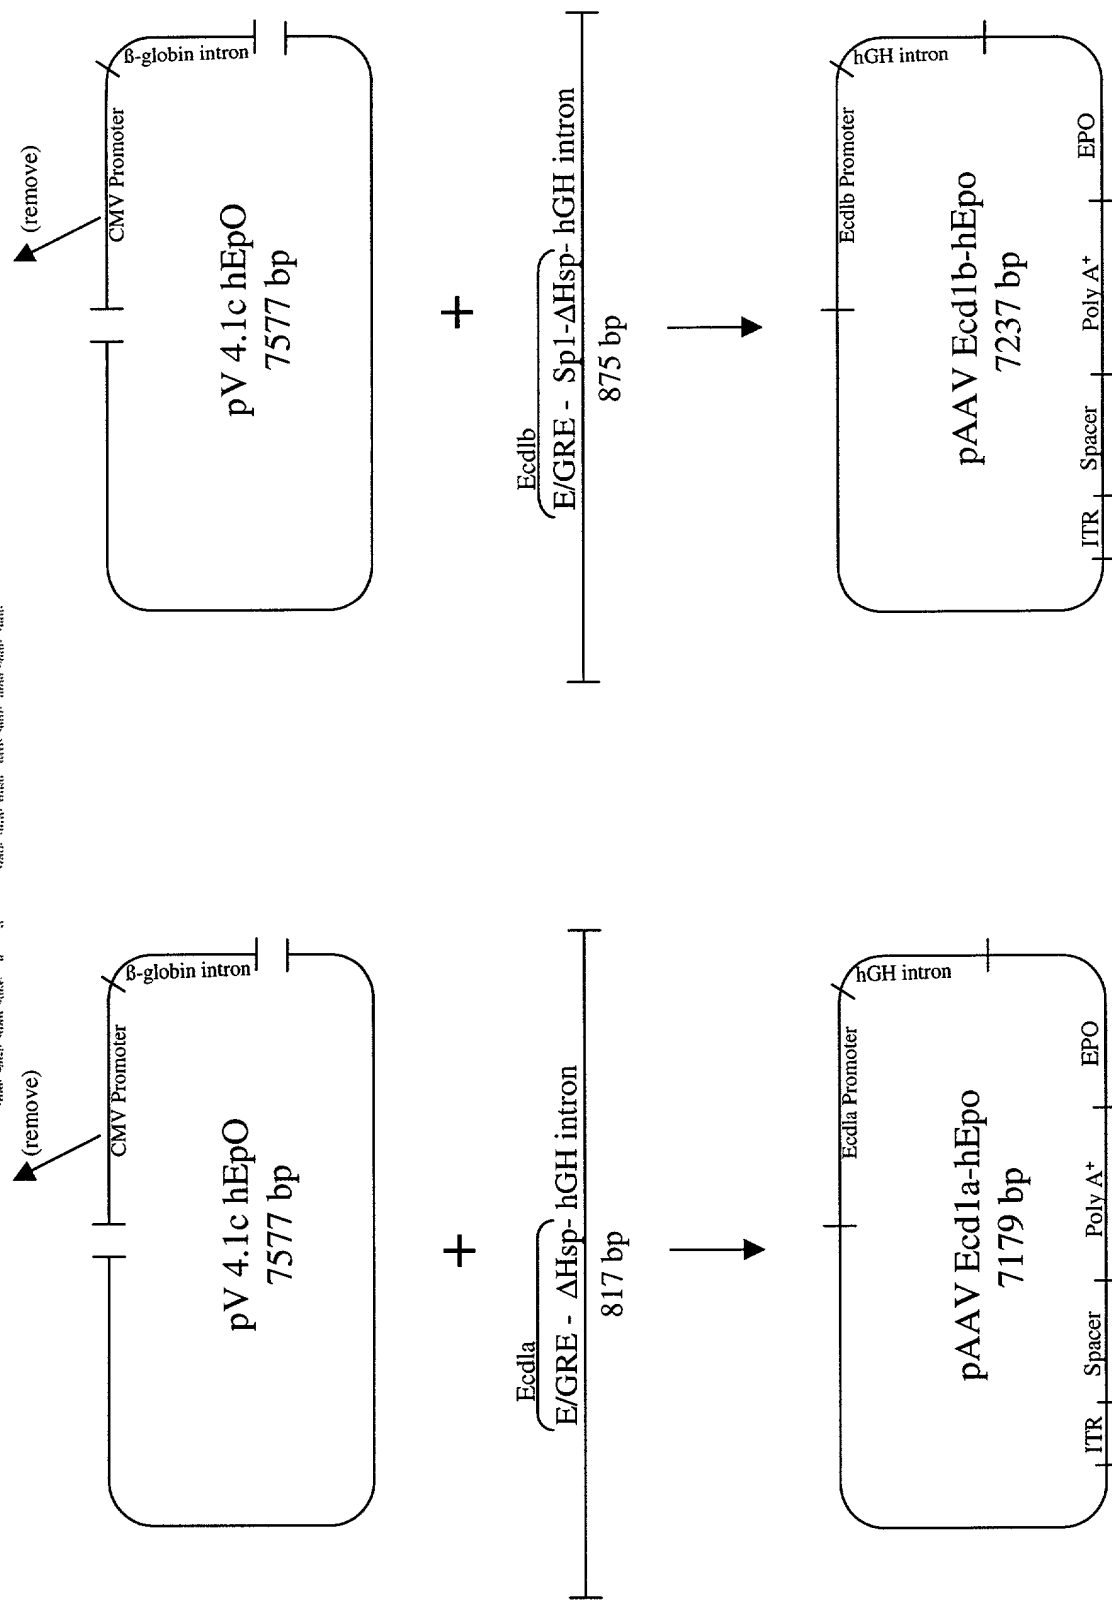 (remove)
CMV Promoter
ß-globin intron
pV 4.1c hEpO
7577 bp
+
Ecdla
E/GRE - ΔHsp- hGH intron
817 bp
Ecdla Promoter
hGH intron
pAAV Ecd1a-hEpo
7179 bp
ITR Spacer Poly A⁺ EPO
(remove)
CMV Promoter
ß-globin intron
pV 4.1c hEpO
7577 bp
+
Ecdlb
E/GRE - Sp1-ΔHsp- hGH intron
875 bp
Ecdlb Promoter
hGH intron
pAAV Ecd1b-hEpo
7237 bp
ITR Spacer Poly A⁺ EPO